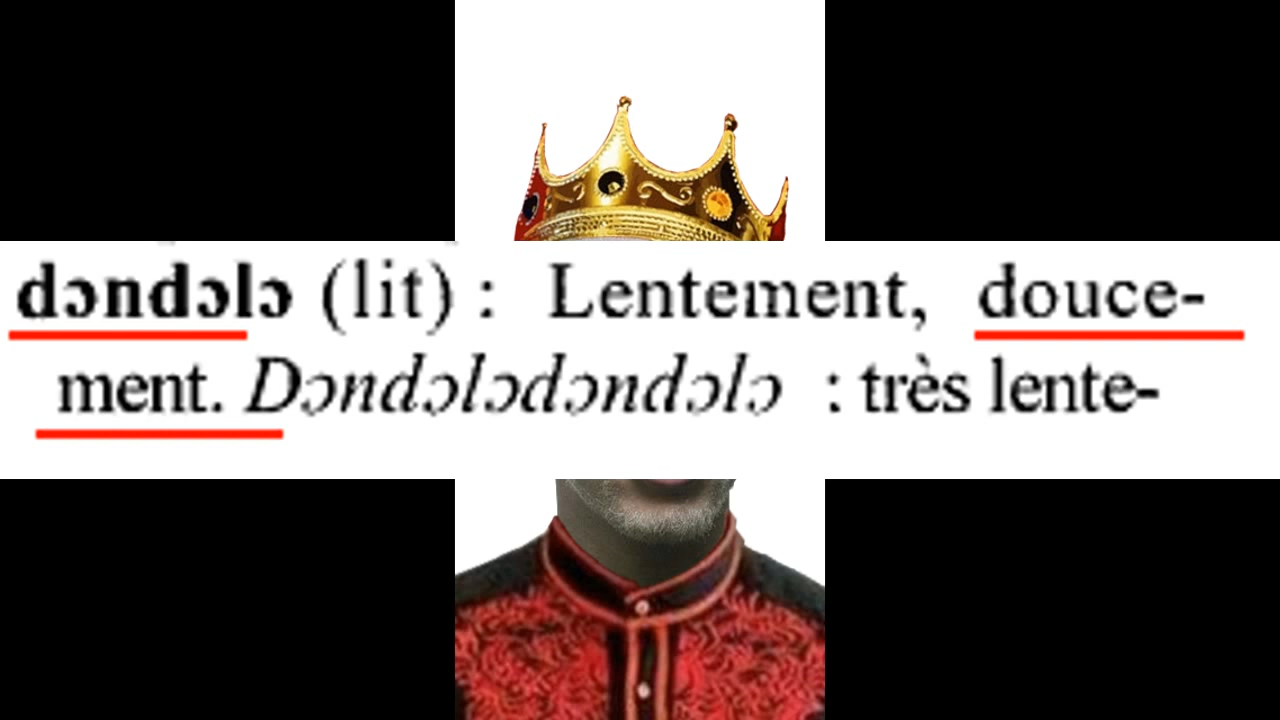 dɔndɔlɔ (lit) : Lentement, douce-
ment. Dɔndɔlɔdɔndɔlɔ : très lente-